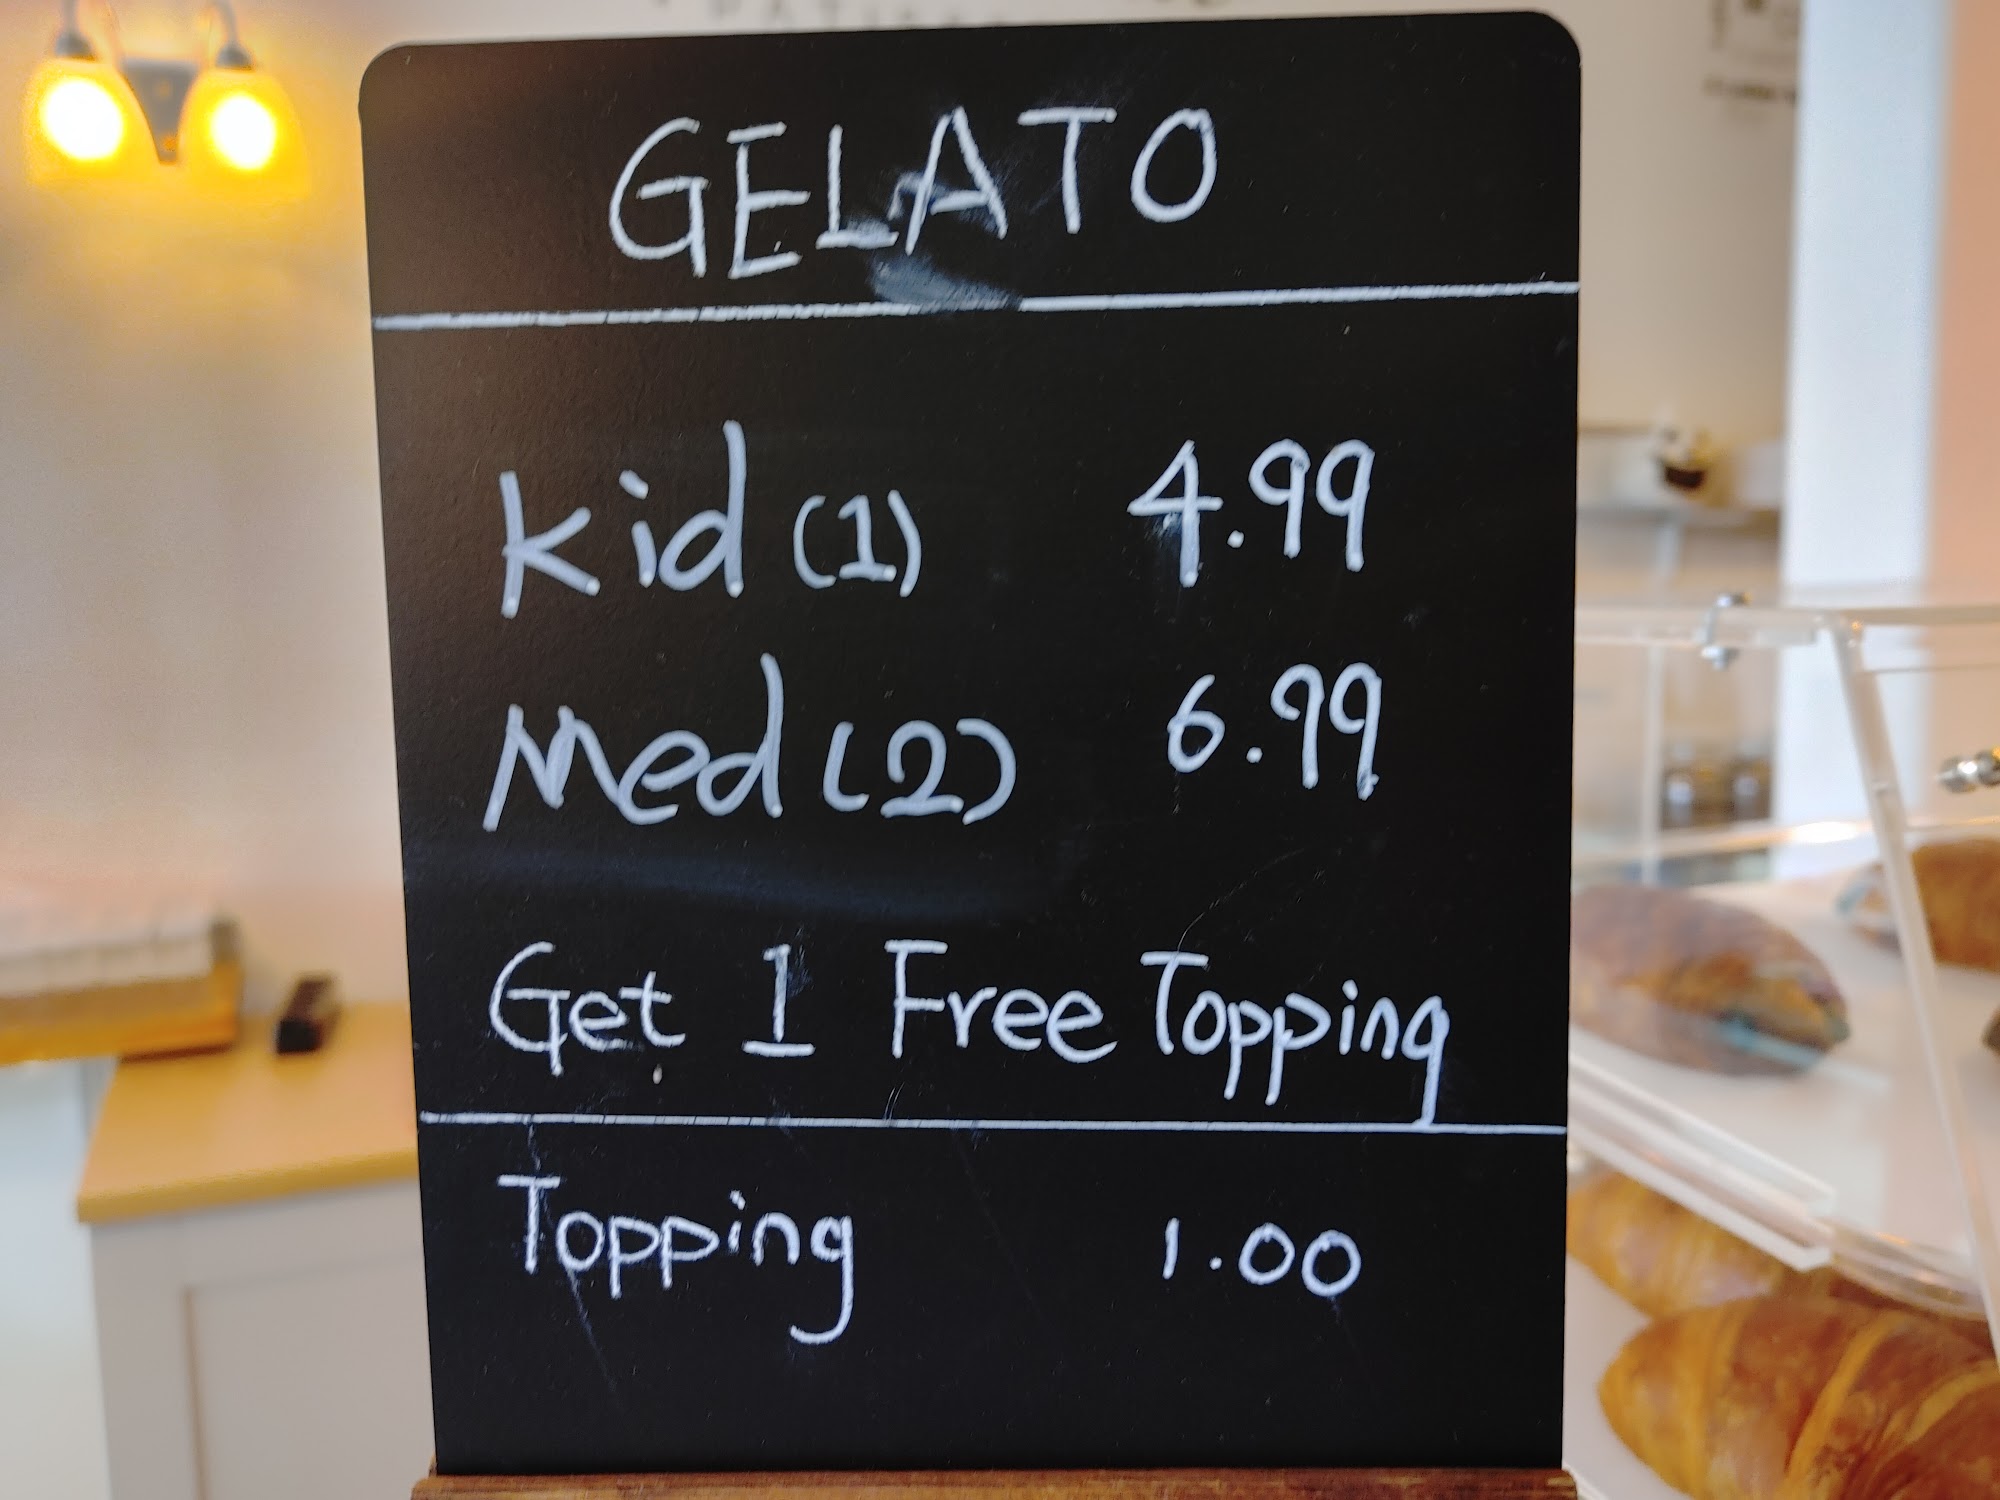 GELATO
Kid (1) 4.99
Med (2) 6.99
Get 1 Free Topping
Topping 1.00